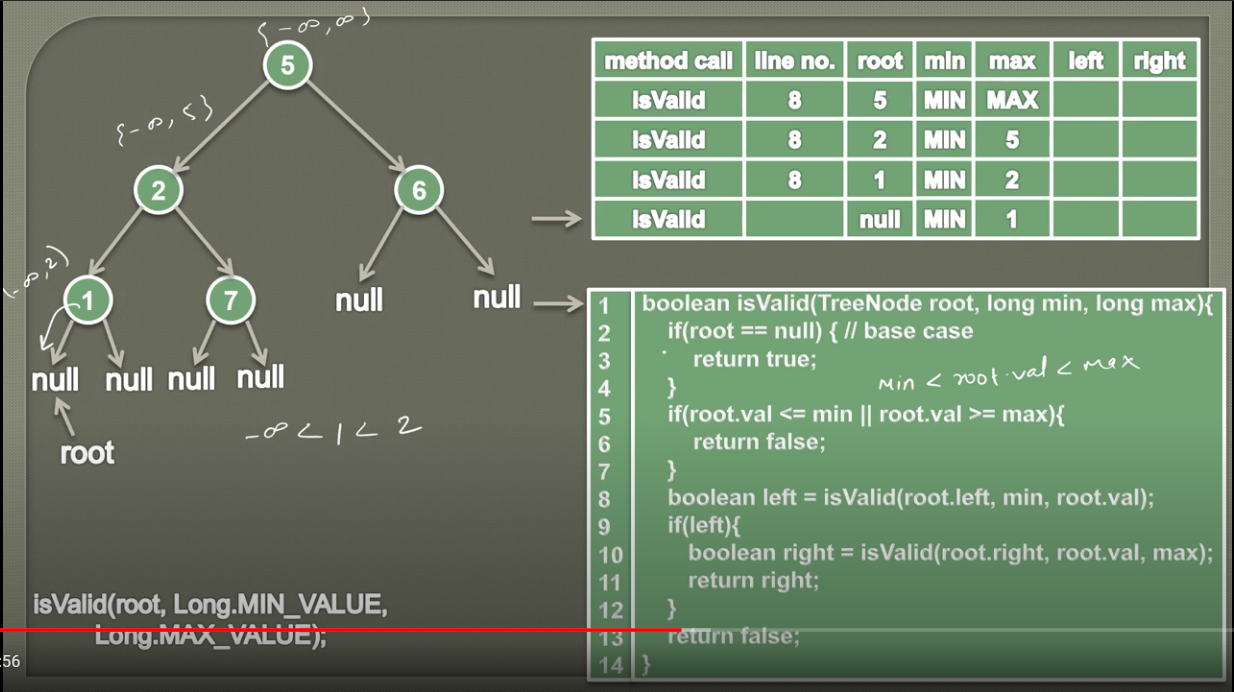 {-∞, ∞}
5
{-∞, 5}
2
6
(-∞, 2)
1
7
null
null
null
null
null
null
root
-∞ < 1 < 2
isValid(root, Long.MIN_VALUE,
Long.MAX_VALUE);
:56
method call line no. root min max left right
isValid 8 5 MIN MAX
isValid 8 2 MIN 5
isValid 8 1 MIN 2
isValid null MIN 1
1 boolean isValid(TreeNode root, long min, long max){
2 if(root == null) { // base case
3 return true;
min < root.val < max
4 }
5 if(root.val <= min || root.val >= max){
6 return false;
7 }
8 boolean left = isValid(root.left, min, root.val);
9 if(left){
10 boolean right = isValid(root.right, root.val, max);
11 return right;
12 }
13 return false;
14 }